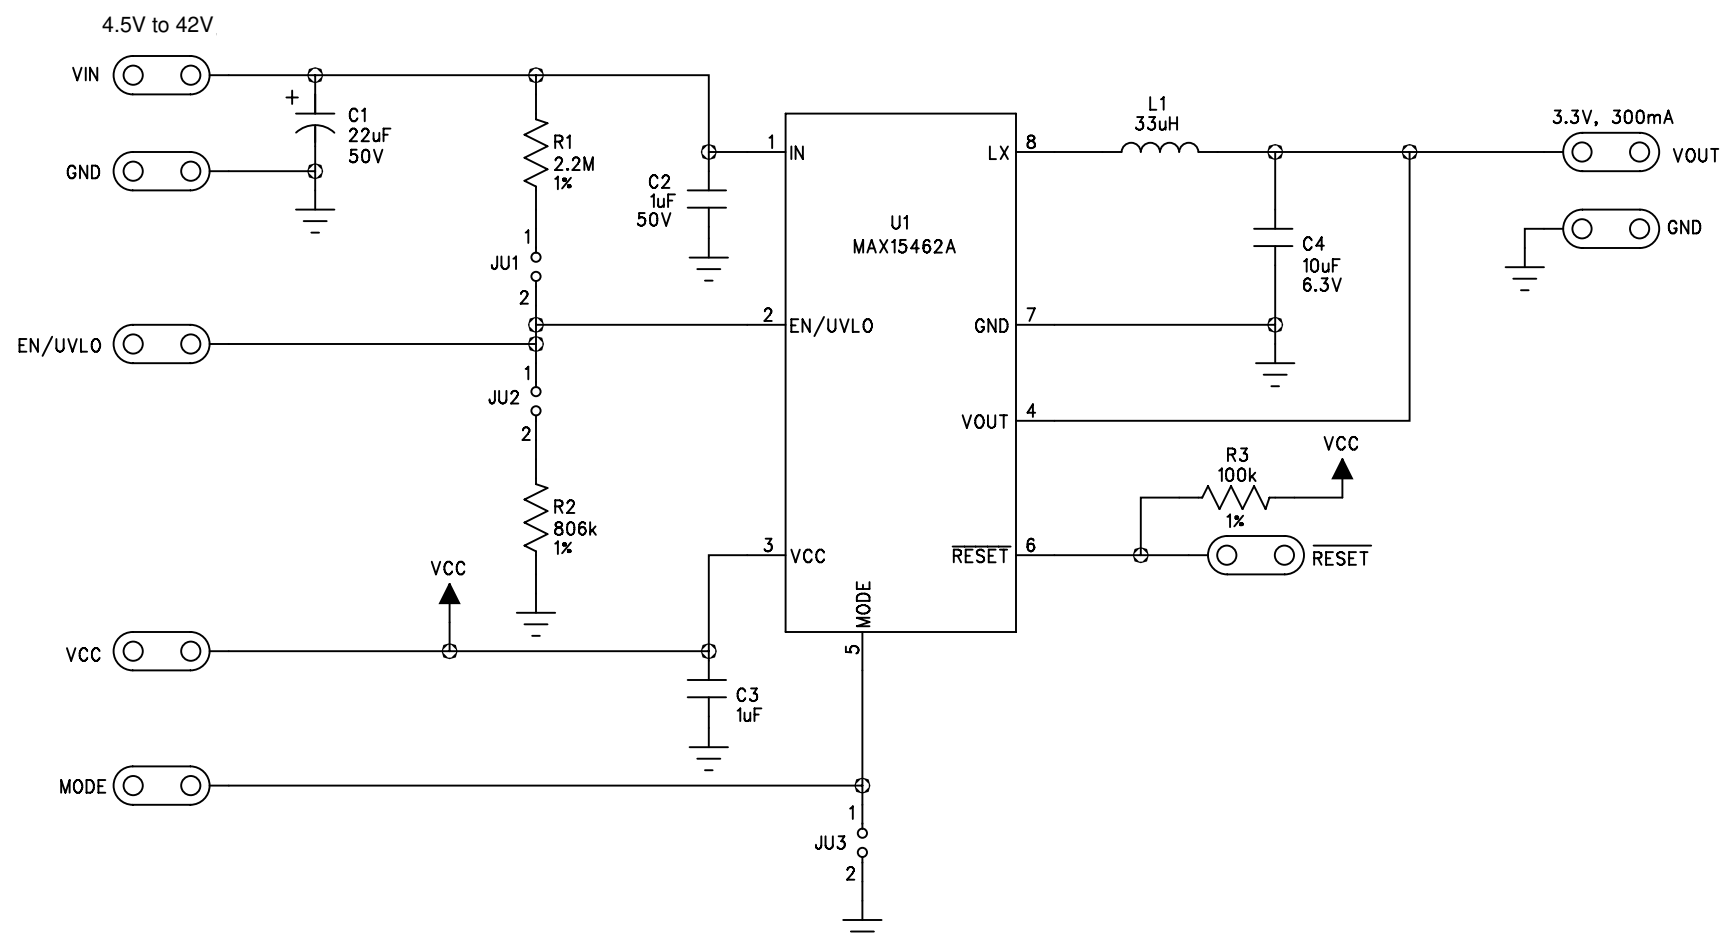 4.5V to 42V
VIN
+
C1
22uF
50V
GND
R1
2.2M
1%
1
JU1
2
C2
1uF
50V
1
IN
U1
MAX15462A
LX
8
L1
33uH
3.3V, 300mA
VOUT
GND
C4
10uF
6.3V
EN/UVLO
2
EN/UVLO
GND
7
1
JU2
2
VOUT
4
R2
806k
1%
R3
100k
1%
VCC
3
VCC
RESET
6
RESET
VCC
VCC
MODE
5
C3
1uF
MODE
1
JU3
2